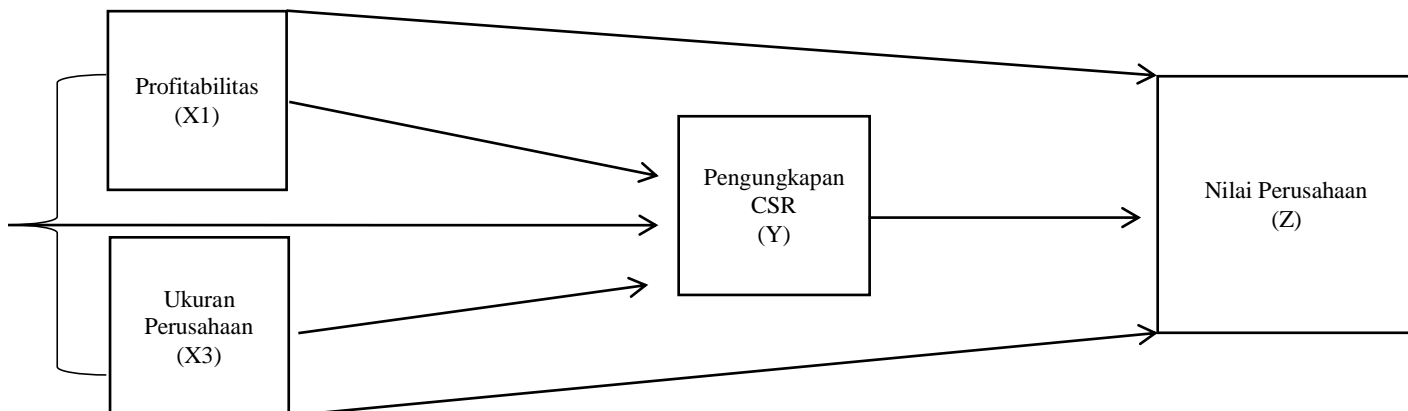 Profitabilitas
(X1)
Pengungkapan
CSR
(Y)
Nilai Perusahaan
(Z)
Ukuran
Perusahaan
(X3)